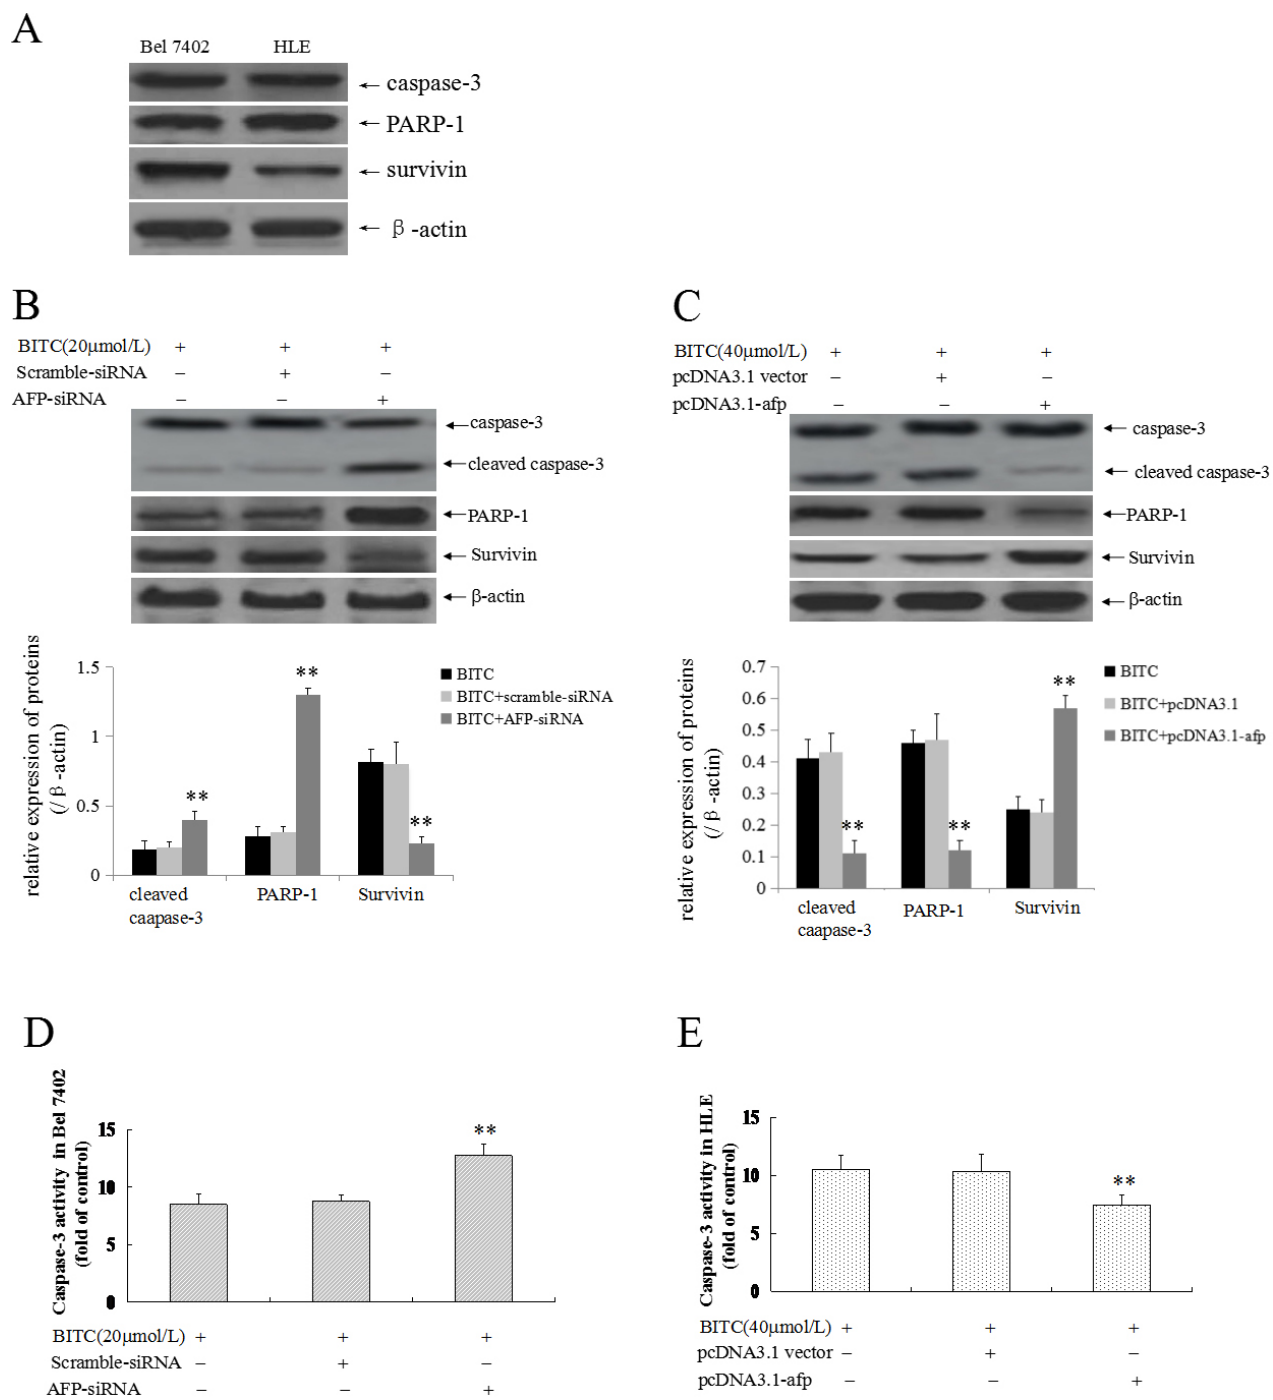 A
Bel 7402 HLE
caspase-3
PARP-1
survivin
β-actin
B
BITC(20μmol/L) + + +
Scramble-siRNA − + −
AFP-siRNA − − +
caspase-3
cleaved caspase-3
PARP-1
Survivin
β-actin
relative expression of proteins
(/β-actin)
1.5
1
0.5
0
**
**
**
cleaved
caapase-3
PARP-1
Survivin
BITC
BITC+scramble-siRNA
BITC+AFP-siRNA
C
BITC(40μmol/L) + + +
pcDNA3.1 vector − + −
pcDNA3.1-afp − − +
caspase-3
cleaved caspase-3
PARP-1
Survivin
β-actin
relative expression of proteins
(/β-actin)
0.7
0.6
0.5
0.4
0.3
0.2
0.1
0
**
**
**
cleaved
caapase-3
PARP-1
Survivin
BITC
BITC+pcDNA3.1
BITC+pcDNA3.1-afp
D
Caspase-3 activity in Bel 7402
(fold of control)
15
10
5
0
**
BITC(20μmol/L) + + +
Scramble-siRNA − + −
AFP-siRNA − − +
E
Caspase-3 activity in HLE
(fold of control)
15
10
5
0
**
BITC(40μmol/L) + + +
pcDNA3.1 vector − + −
pcDNA3.1-afp − − +